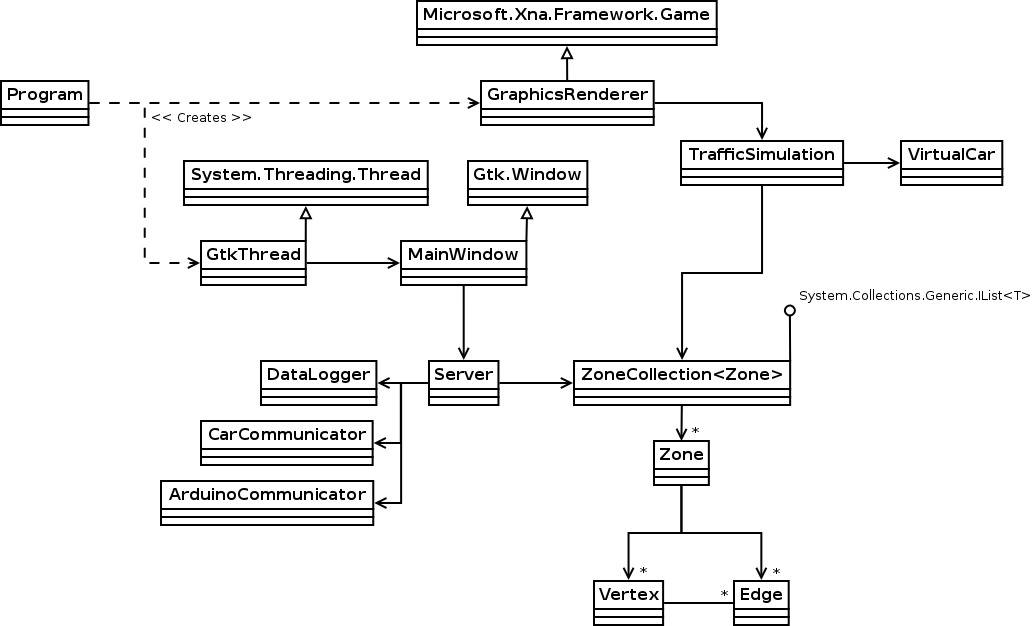 Microsoft.Xna.Framework.Game
Program
GraphicsRenderer
<< Creates >>
TrafficSimulation
VirtualCar
System.Threading.Thread
Gtk.Window
GtkThread
MainWindow
System.Collections.Generic.IList<T>
DataLogger
Server
ZoneCollection<Zone>
CarCommunicator
*
Zone
ArduinoCommunicator
*
*
Vertex
*
Edge